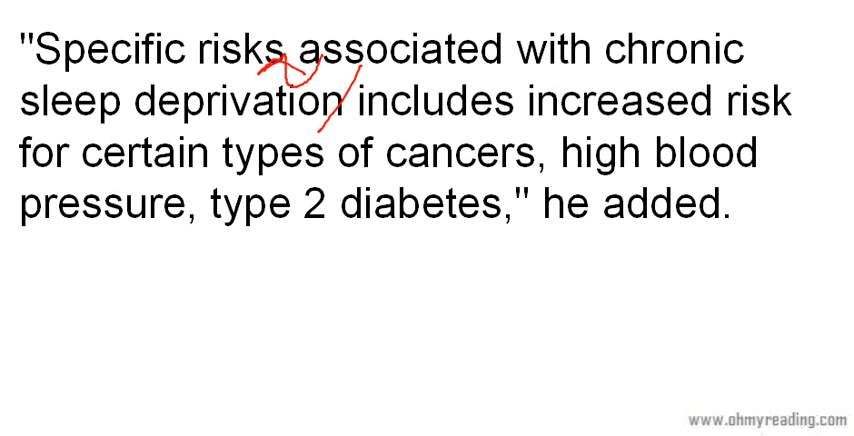 "Specific risks associated with chronic
sleep deprivation includes increased risk
for certain types of cancers, high blood
pressure, type 2 diabetes," he added.
www.ohmyreading.com